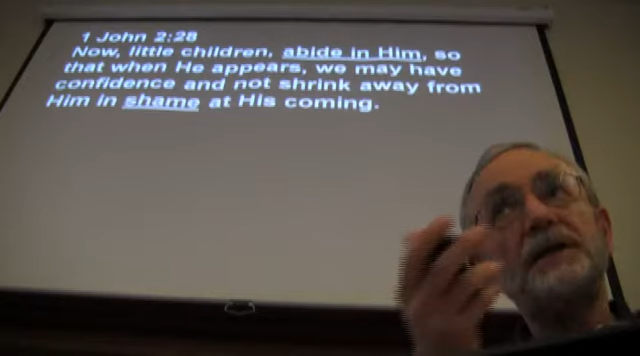 1 John 2:28
Now, little children, abide in Him, so
that when He appears, we may have
confidence and not shrink away from
Him in shame at His coming.